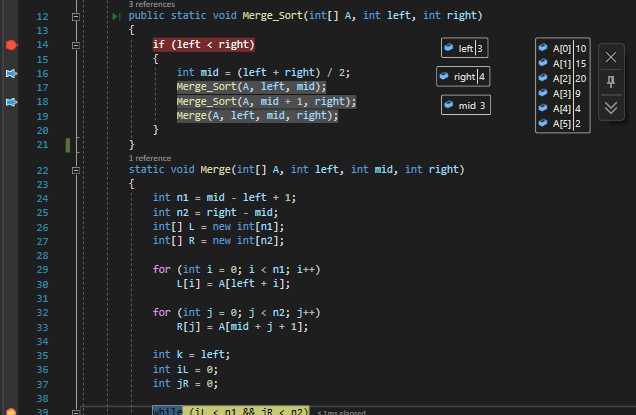 3 references
12 public static void Merge_Sort(int[] A, int left, int right)
13 {
14 if (left < right)
15 {
16 int mid = (left + right) / 2;
17 Merge_Sort(A, left, mid);
18 Merge_Sort(A, mid + 1, right);
19 Merge(A, left, mid, right);
20 }
21 }
1 reference
22 static void Merge(int[] A, int left, int mid, int right)
23 {
24 int n1 = mid - left + 1;
25 int n2 = right - mid;
26 int[] L = new int[n1];
27 int[] R = new int[n2];
28
29 for (int i = 0; i < n1; i++)
30 L[i] = A[left + i];
31
32 for (int j = 0; j < n2; j++)
33 R[j] = A[mid + j + 1];
34
35 int k = left;
36 int iL = 0;
37 int jR = 0;
38
39 while (iL < n1 && jR < n2) ≤ 1ms elapsed
left 3
right 4
mid 3
A[0] 10
A[1] 15
A[2] 20
A[3] 9
A[4] 4
A[5] 2